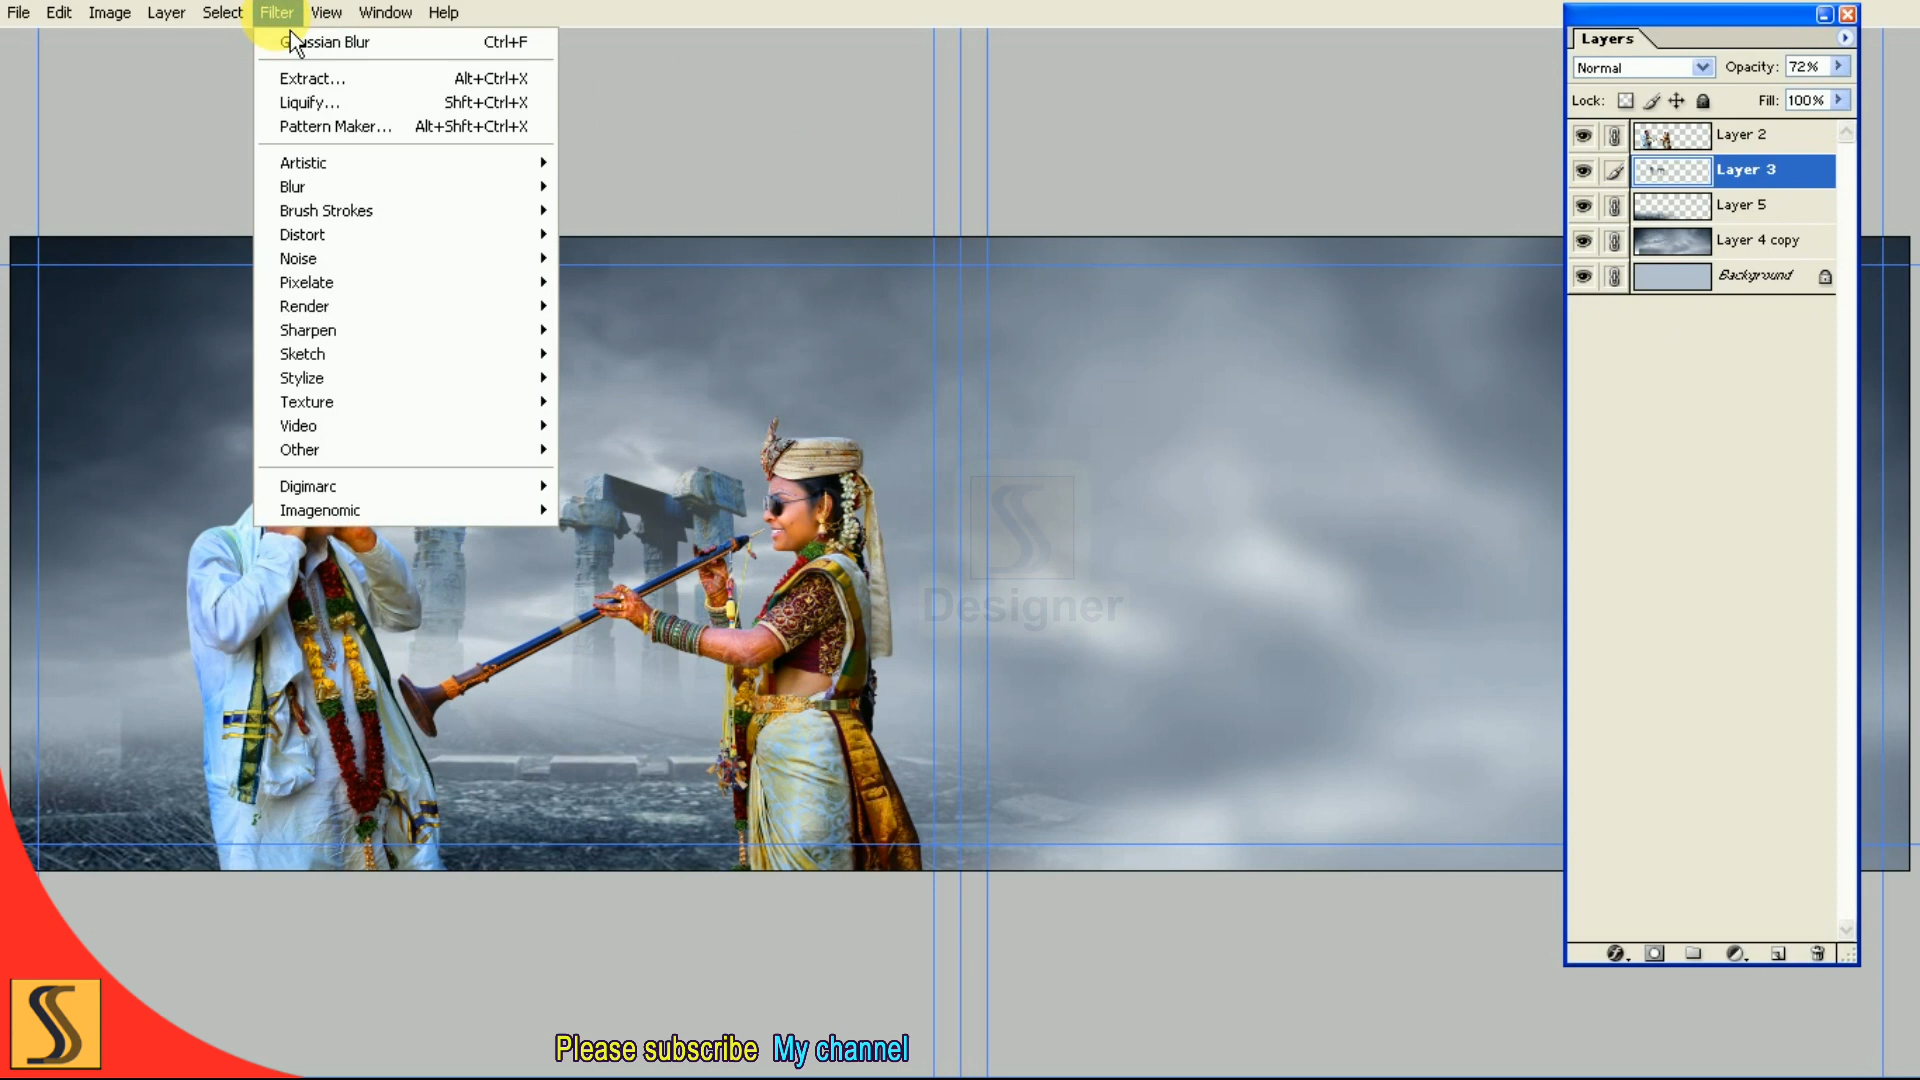 File Edit Image Layer Select Filter View Window Help
Gaussian Blur Ctrl+F
Extract... Alt+Ctrl+X
Liquify... Shft+Ctrl+X
Pattern Maker... Alt+Shft+Ctrl+X
Artistic
Blur
Brush Strokes
Distort
Noise
Pixelate
Render
Sharpen
Sketch
Stylize
Texture
Video
Other
Digimarc
Imagenomic
Layers
Normal Opacity: 72%
Lock: Fill: 100%
Layer 2
Layer 3
Layer 5
Layer 4 copy
Background
Designer
Please subscribe My channel